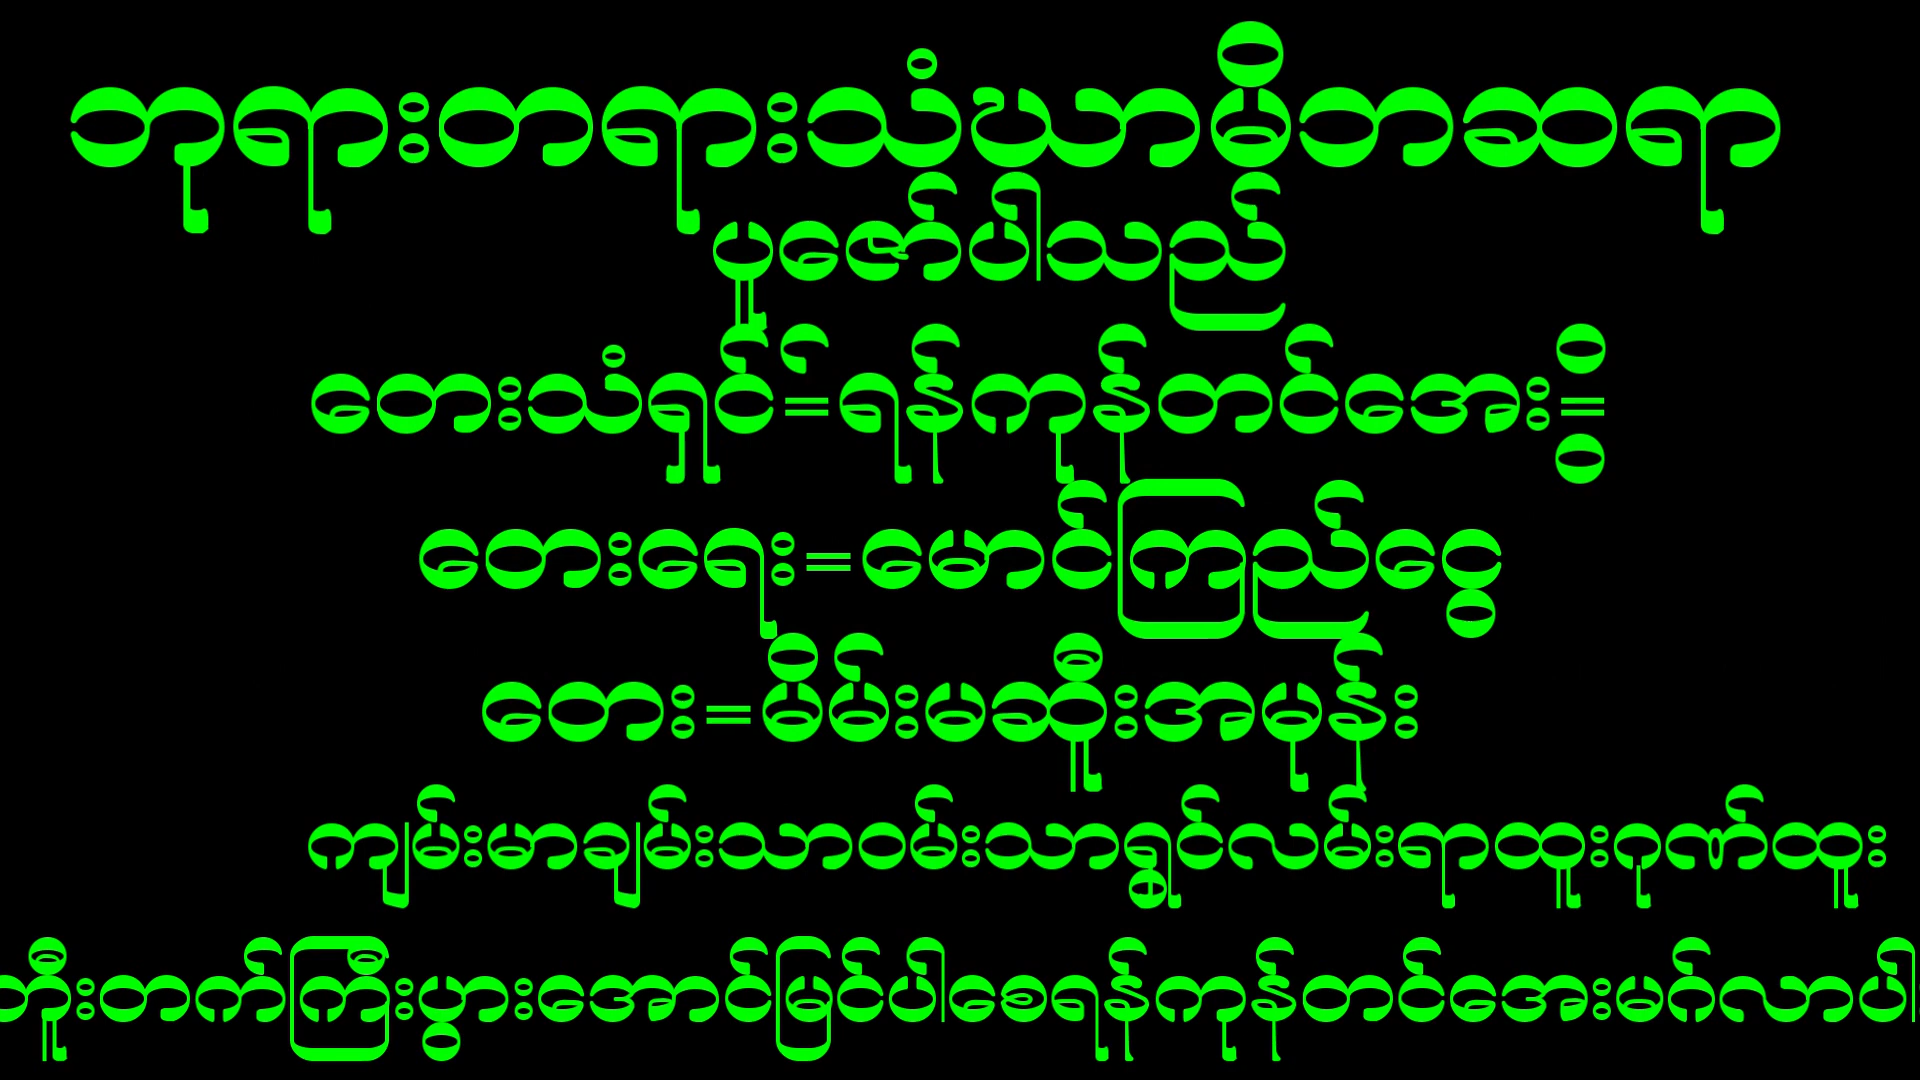 ဘုရားတရားသံဃာမိဘဆရာ
ပူဇော်ပါသည်
တေးသံရှင်=်ရန်ကုန်တင်အေး=ွိ
တေးရေး=မောင်ကြည်ငွေ
တေး=မိမ်းမဆီူးအမုန်း
ကျမ်းမာချမ်းသာဝမ်းသာရွှင်လမ်းရာထူးဂုဏ်ထူး
တက်ကြီးပွားအောင်မြင်ပါစေရန်ကုန်တင်အေးမဂ်လာပါ